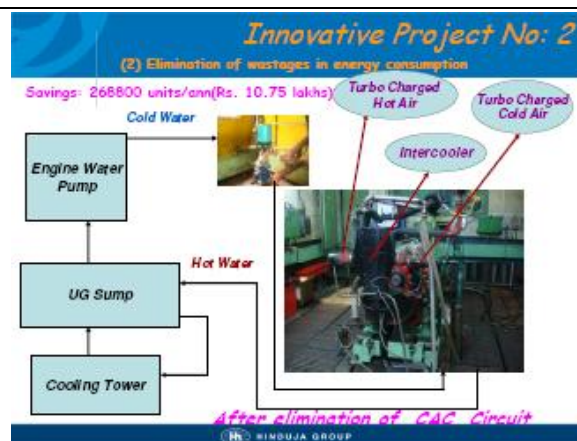 Innovative Project No: 2
(2) Elimination of wastages in energy consumption
Savings: 268800 units/ann(Rs. 10.75 lakhs)
Turbo Charged
Hot Air
Turbo Charged
Cold Air
Cold Water
Intercooler
Engine Water
Pump
Hot Water
UG Sump
Cooling Tower
After elimination of CAC Circuit
HINDUJA GROUP